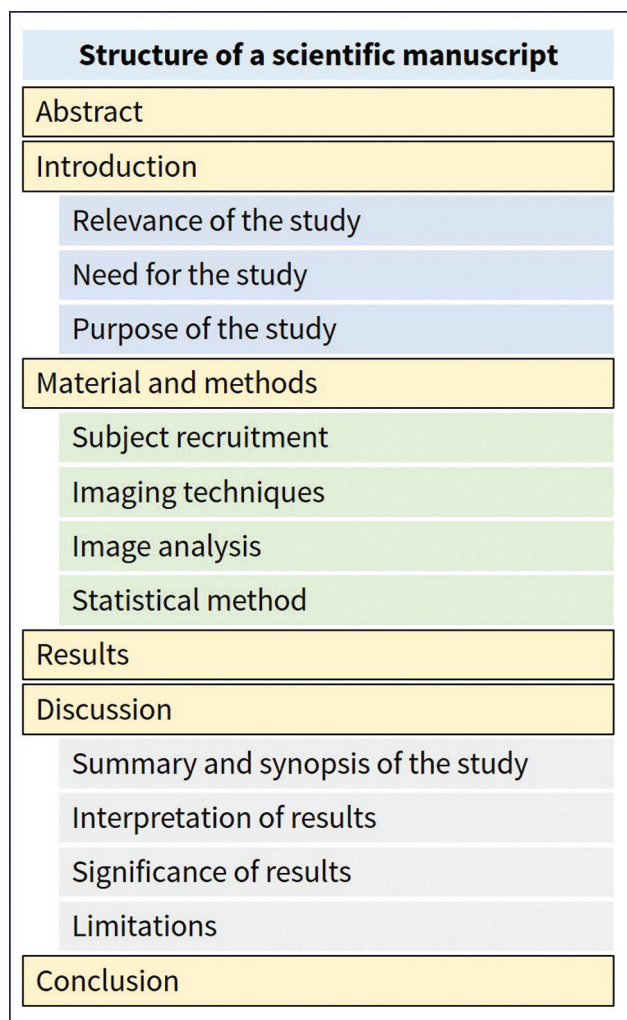 Structure of a scientific manuscript
Abstract
Introduction
Relevance of the study
Need for the study
Purpose of the study
Material and methods
Subject recruitment
Imaging techniques
Image analysis
Statistical method
Results
Discussion
Summary and synopsis of the study
Interpretation of results
Significance of results
Limitations
Conclusion